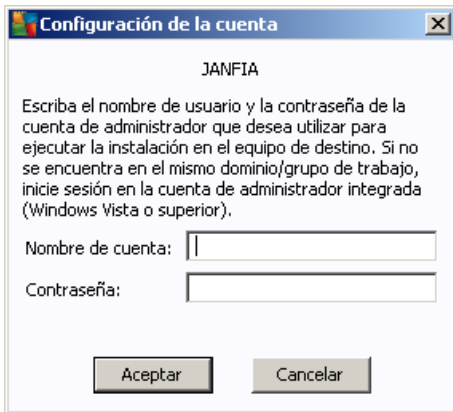 Configuración de la cuenta
JANFIA
Escriba el nombre de usuario y la contraseña de la
cuenta de administrador que desea utilizar para
ejecutar la instalación en el equipo de destino. Si no
se encuentra en el mismo dominio/grupo de trabajo,
inicie sesión en la cuenta de administrador integrada
(Windows Vista o superior).
Nombre de cuenta:
Contraseña:
Aceptar
Cancelar